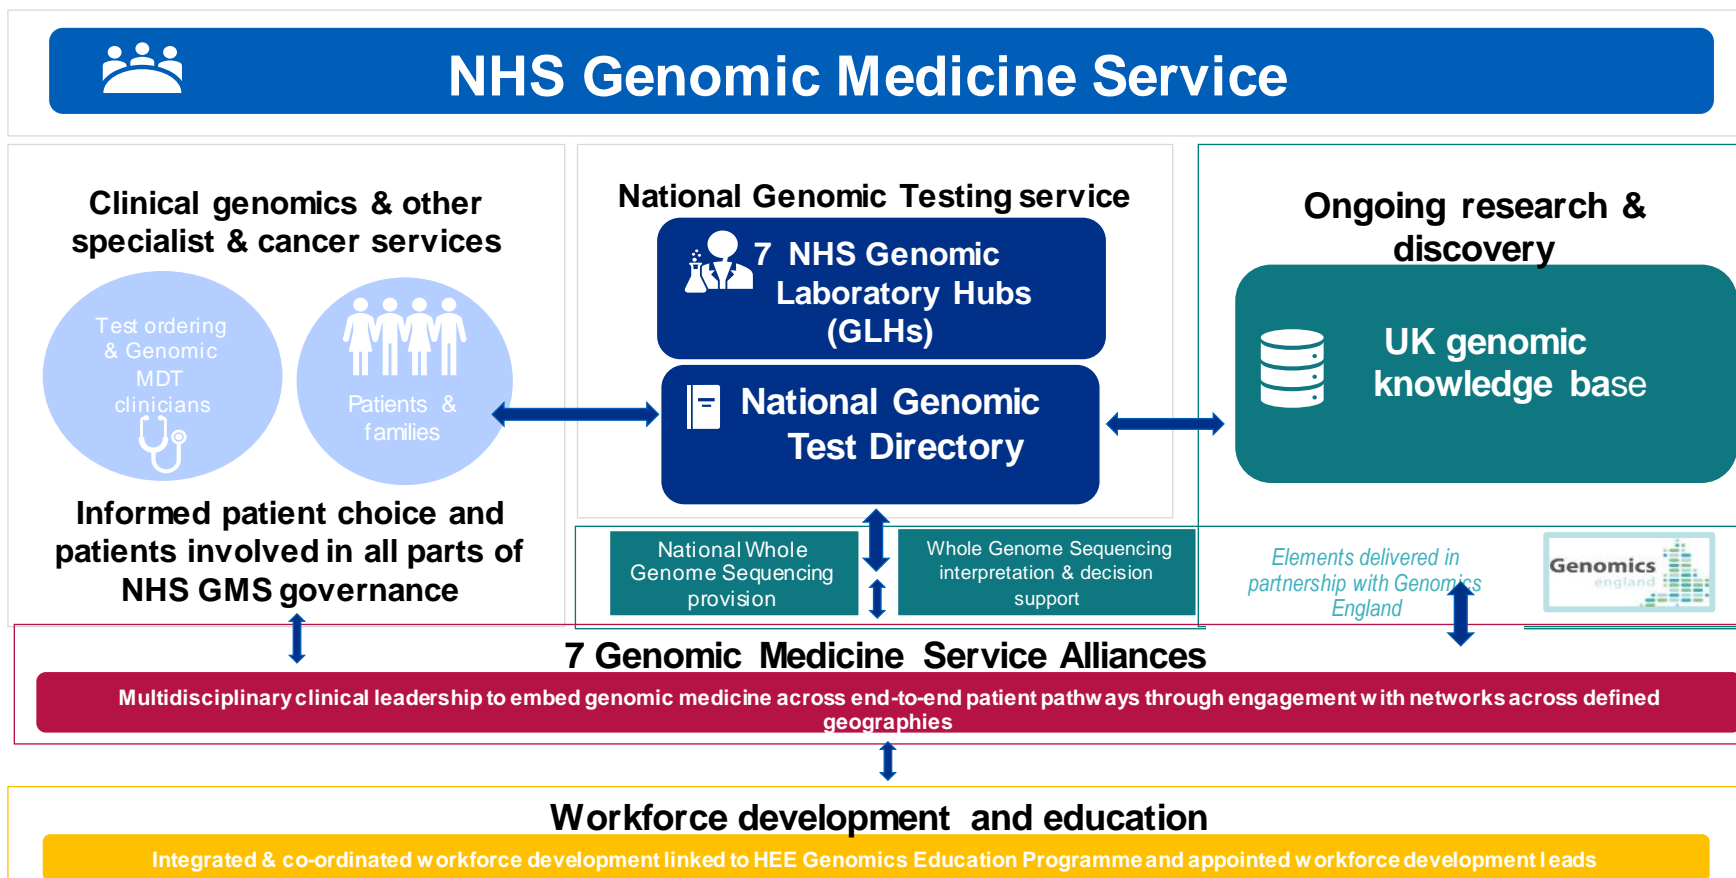 NHS Genomic Medicine Service
Clinical genomics & other
specialist & cancer services
Test ordering
& Genomic
MDT
clinicians
Patients &
families
Informed patient choice and
patients involved in all parts of
NHS GMS governance
National Genomic Testing service
7 NHS Genomic
Laboratory Hubs
(GLHs)
National Genomic
Test Directory
National Whole
Genome Sequencing
provision
Whole Genome Sequencing
interpretation & decision
support
Ongoing research &
discovery
UK genomic
knowledge base
Elements delivered in
partnership with Genomics
England
Genomics
england
7 Genomic Medicine Service Alliances
Multidisciplinary clinical leadership to embed genomic medicine across end-to-end patient pathways through engagement with networks across defined
geographies
Workforce development and education
Integrated & co-ordinated workforce development linked to HEE Genomics Education Programme and appointed workforce development leads